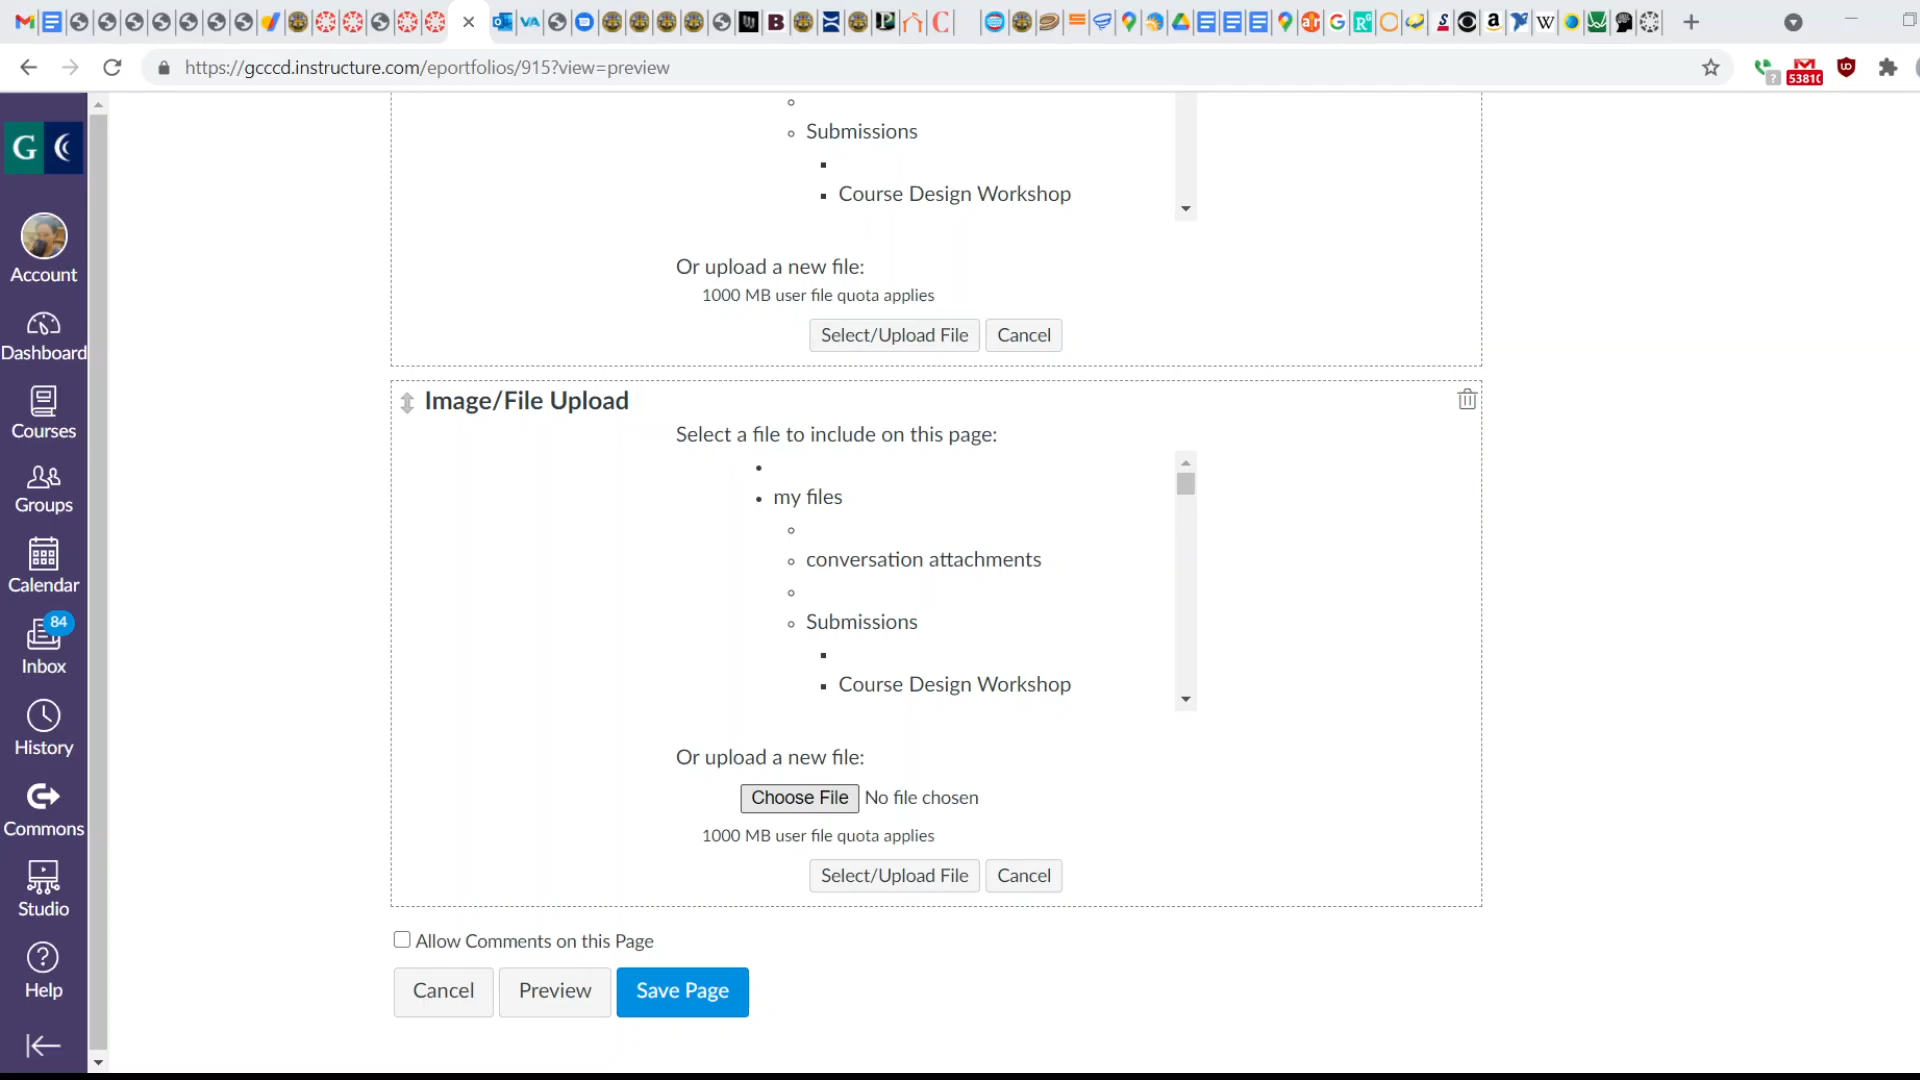 https://gcccd.instructure.com/eportfolios/915?view=preview
?
5381
Submissions
Course Design Workshop
Or upload a new file:
1000 MB user file quota applies
Select/Upload File Cancel
Image/File Upload
Select a file to include on this page:
my files
conversation attachments
Submissions
Course Design Workshop
Or upload a new file:
Choose File No file chosen
1000 MB user file quota applies
Select/Upload File Cancel
Allow Comments on this Page
Cancel Preview Save Page
G
Account
Dashboard
Courses
Groups
Calendar
84
Inbox
History
Commons
Studio
Help